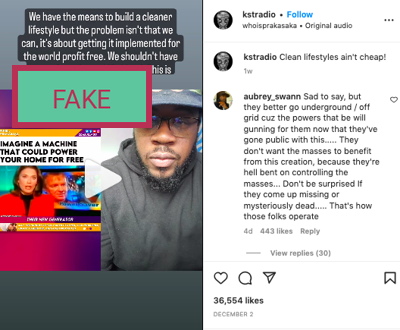 We have the means to build a cleaner
lifestyle but the problem isn't that we
can, it's about getting it implemented for
the world profit free. We shouldn't have
this is
FAKE
IMAGINE A MACHINE
THAT COULD POWER
YOUR HOME FOR FREE
THEIR NEW GENERATOR
kstradio • Follow
whoisprakasaka • Original audio
kstradio Clean lifestyles ain't cheap!
1w
aubrey_swann Sad to say, but
they better go underground / off
grid cuz the powers that be will
be gunning for them now that they've
gone public with this..... They
don't want the masses to benefit
from this creation, because they're
hell bent on controlling the
masses... Don't be surprised If
they come up missing or
mysteriously dead..... That's how
those folks operate
4d 443 likes Reply
View replies (30)
36,554 likes
DECEMBER 2